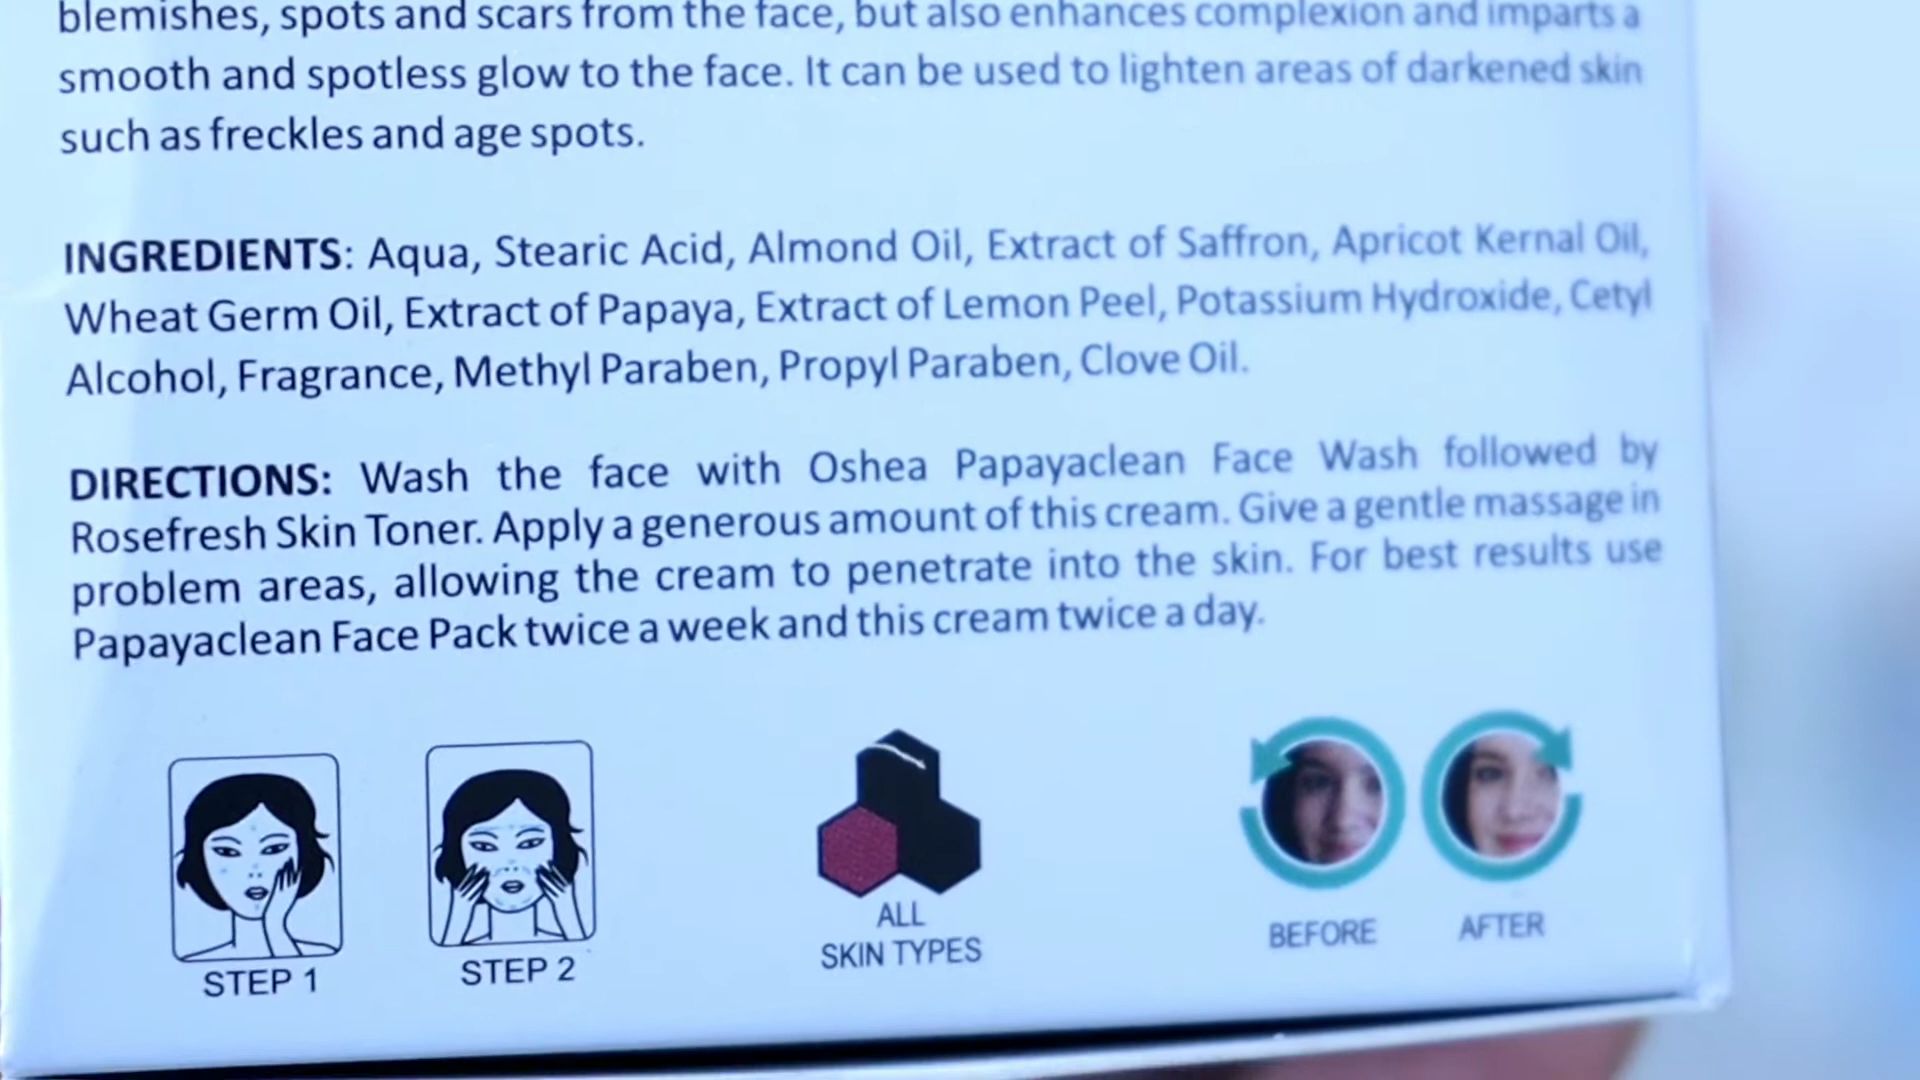 blemishes, spots and scars from the face, but also enhances complexion and imparts a
smooth and spotless glow to the face. It can be used to lighten areas of darkened skin
such as freckles and age spots.
INGREDIENTS: Aqua, Stearic Acid, Almond Oil, Extract of Saffron, Apricot Kernal Oil,
Wheat Germ Oil, Extract of Papaya, Extract of Lemon Peel, Potassium Hydroxide, Cetyl
Alcohol, Fragrance, Methyl Paraben, Propyl Paraben, Clove Oil.
DIRECTIONS: Wash the face with Oshea Papayaclean Face Wash followed by
Rosefresh Skin Toner. Apply a generous amount of this cream. Give a gentle massage in
problem areas, allowing the cream to penetrate into the skin. For best results use
Papayaclean Face Pack twice a week and this cream twice a day.
STEP 1
STEP 2
ALL
SKIN TYPES
BEFORE
AFTER